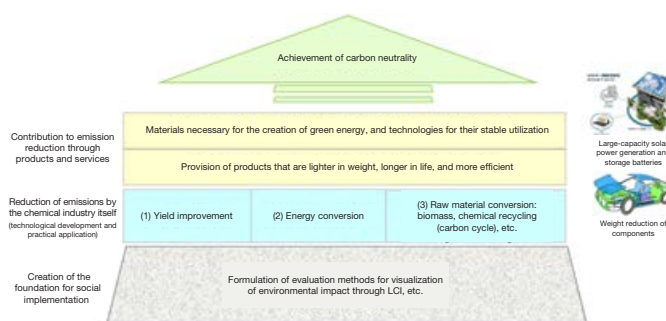 Achievement of carbon neutrality
Contribution to emission
reduction through
products and services
Materials necessary for the creation of green energy, and technologies for their stable utilization
Provision of products that are lighter in weight, longer in life, and more efficient
Large-capacity solar
power generation and
storage batteries
Reduction of emissions by
the chemical industry itself
(technological development and
practical application)
(1) Yield improvement
(2) Energy conversion
(3) Raw material conversion:
biomass, chemical recycling
(carbon cycle), etc.
Weight reduction of
components
Creation of the
foundation for social
implementation
Formulation of evaluation methods for visualization
of environmental impact through LCI, etc.